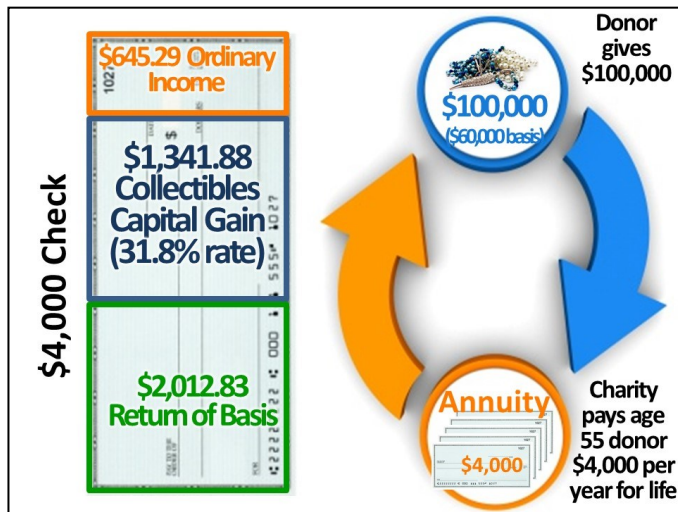 $4,000 Check
$645.29 Ordinary
Income
102
$
$1,341.88
Collectibles
Capital Gain
(31.8% rate)
$2,012.83
Return of Basis
FOR
Donor
gives
$100,000
$100,000
($60,000 basis)
Annuity
$4,000
Charity
pays age
55 donor
$4,000 per
year for life